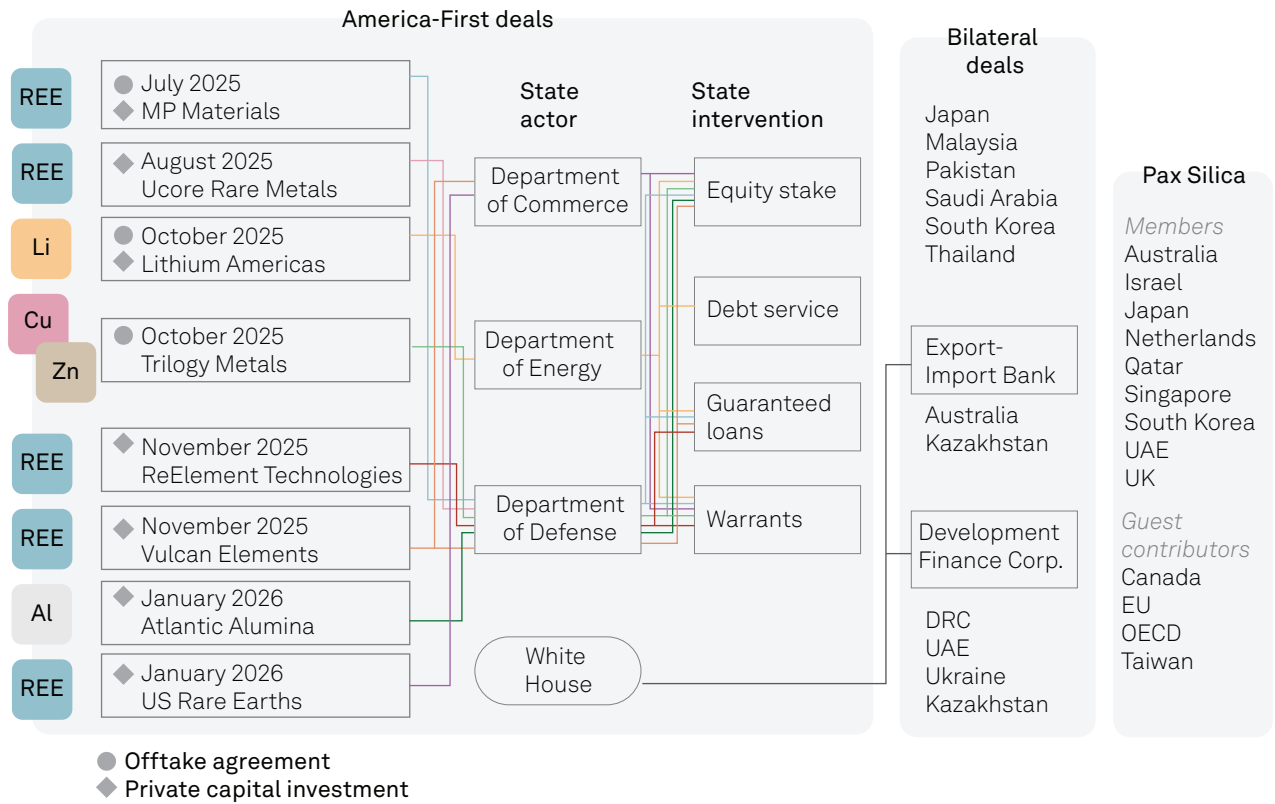 America-First deals
REE
July 2025
MP Materials
REE
August 2025
Ucore Rare Metals
Li
October 2025
Lithium Americas
Cu
Zn
October 2025
Trilogy Metals
REE
November 2025
ReElement Technologies
REE
November 2025
Vulcan Elements
Al
January 2026
Atlantic Alumina
REE
January 2026
US Rare Earths
State
actor
Department
of Commerce
Department
of Energy
Department
of Defense
White
House
State
intervention
Equity stake
Debt service
Guaranteed
loans
Warrants
Bilateral
deals
Japan
Malaysia
Pakistan
Saudi Arabia
South Korea
Thailand
Export-
Import Bank
Australia
Kazakhstan
Development
Finance Corp.
DRC
UAE
Ukraine
Kazakhstan
Pax Silica
Members
Australia
Israel
Japan
Netherlands
Qatar
Singapore
South Korea
UAE
UK
Guest
contributors
Canada
EU
OECD
Taiwan
Offtake agreement
Private capital investment